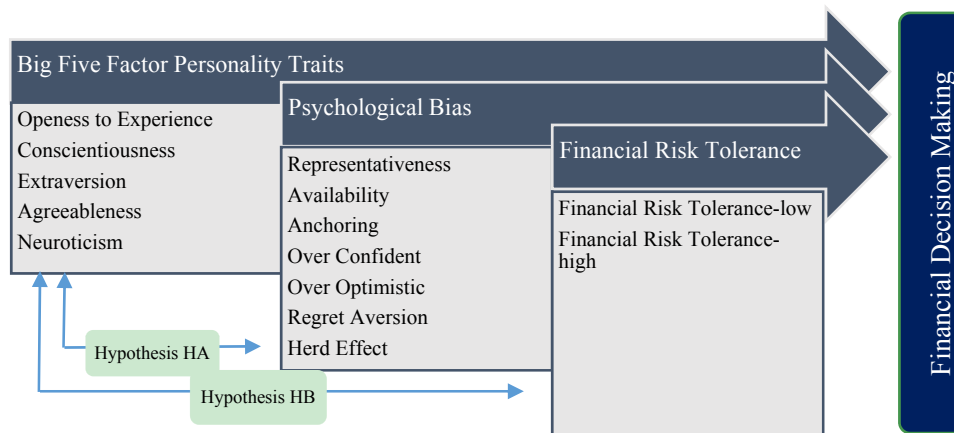 Big Five Factor Personality Traits
Openess to Experience
Conscientiousness
Extraversion
Agreeableness
Neuroticism
Psychological Bias
Representativeness
Availability
Anchoring
Over Confident
Over Optimistic
Regret Aversion
Herd Effect
Financial Risk Tolerance
Financial Risk Tolerance-low
Financial Risk Tolerance-
high
Hypothesis HA
Hypothesis HB
Financial Decision Making